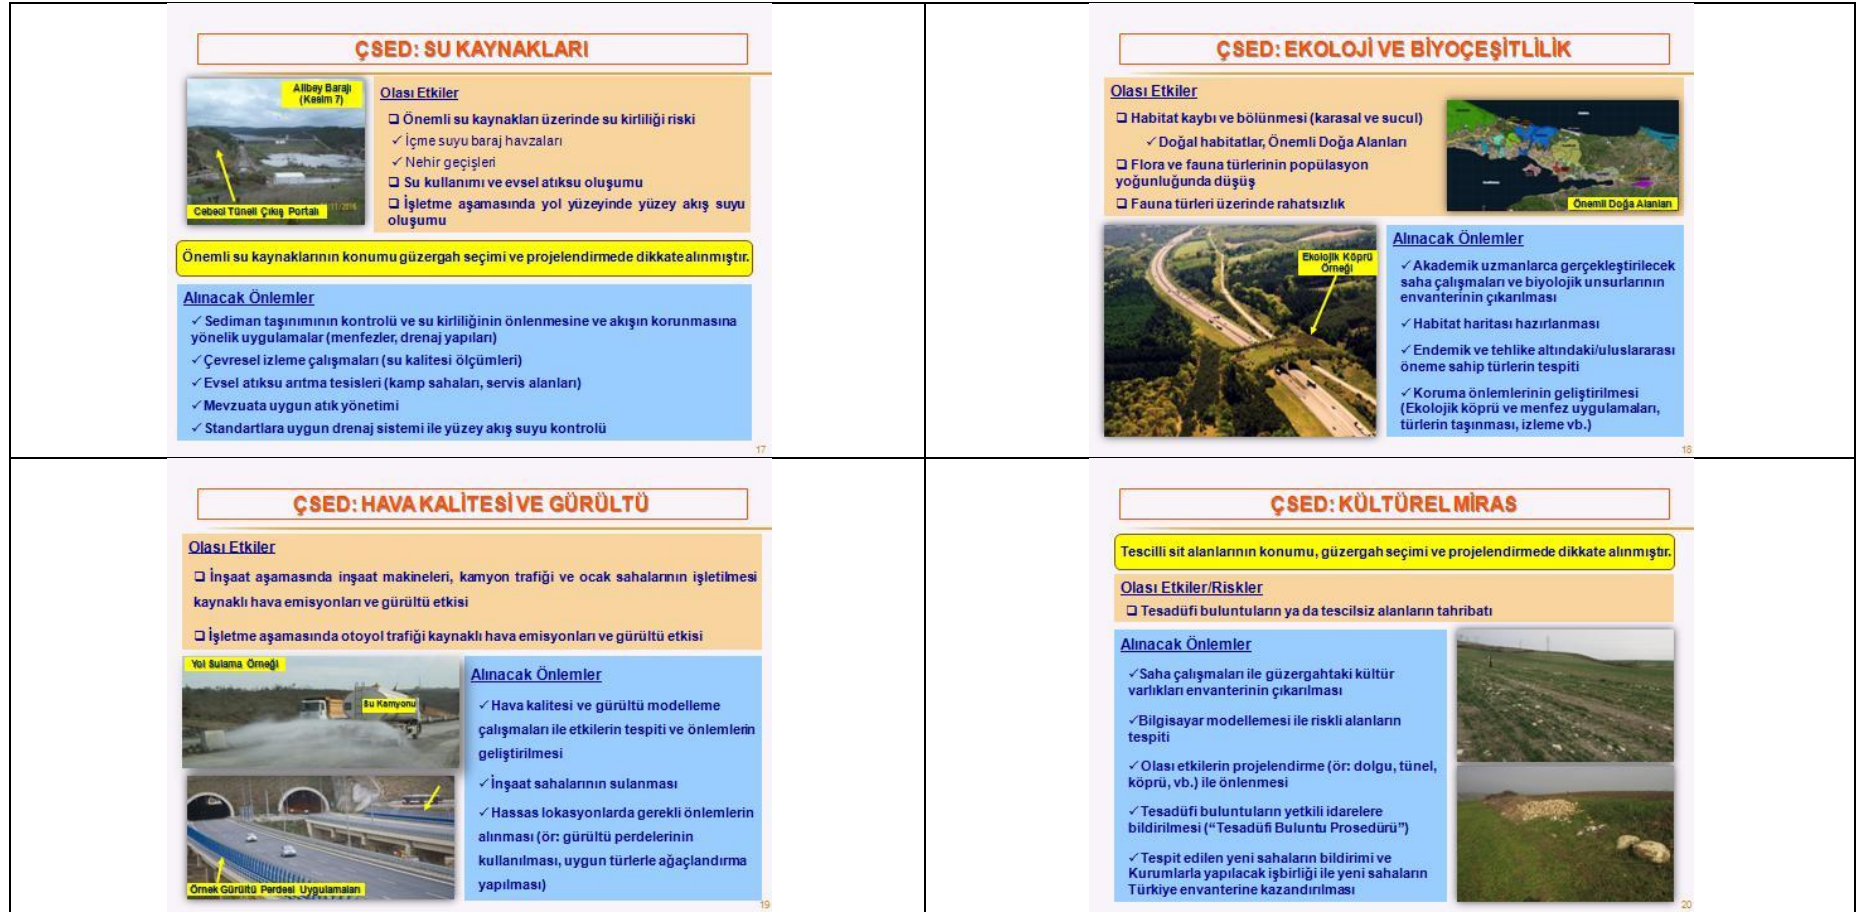 ÇSED: SU KAYNAKLARI
Alibey Barajı
(Kesim 7)
Cebeci Tüneli Çıkış Portalı
Olası Etkiler
❑ Önemli su kaynakları üzerinde su kirliliği riski
✓ İçme suyu baraj havzaları
✓ Nehir geçişleri
❑ Su kullanımı ve evsel atıksu oluşumu
❑ İşletme aşamasında yol yüzeyinde yüzey akış suyu
oluşumu
Önemli su kaynaklarının konumu güzergah seçimi ve projelendirmede dikkate alınmıştır.
Alınacak Önlemler
✓ Sediman taşınımının kontrolü ve su kirliliğinin önlenmesine ve akışın korunmasına
yönelik uygulamalar (menfezler, drenaj yapıları)
✓ Çevresel izleme çalışmaları (su kalitesi ölçümleri)
✓ Evsel atıksu arıtma tesisleri (kamp sahaları, servis alanları)
✓ Mevzuata uygun atık yönetimi
✓ Standartlara uygun drenaj sistemi ile yüzey akış suyu kontrolü
17
ÇSED: EKOLOJİ VE BİYOÇEŞİTLİLİK
Olası Etkiler
❑ Habitat kaybı ve bölünmesi (karasal ve sucul)
✓ Doğal habitatlar, Önemli Doğa Alanları
❑ Flora ve fauna türlerinin popülasyon
yoğunluğunda düşüş
❑ Fauna türleri üzerinde rahatsızlık
Önemli Doğa Alanları
Ekolojik Köprü
Örneği
Alınacak Önlemler
✓ Akademik uzmanlarca gerçekleştirilecek
saha çalışmaları ve biyolojik unsurlarının
envanterinin çıkarılması
✓ Habitat haritası hazırlanması
✓ Endemik ve tehlike altındaki/uluslararası
öneme sahip türlerin tespiti
✓ Koruma önlemlerinin geliştirilmesi
(Ekolojik köprü ve menfez uygulamaları,
türlerin taşınması, izleme vb.)
18
ÇSED: HAVA KALİTESİ VE GÜRÜLTÜ
Olası Etkiler
❑ İnşaat aşamasında inşaat makineleri, kamyon trafiği ve ocak sahalarının işletilmesi
kaynaklı hava emisyonları ve gürültü etkisi
❑ İşletme aşamasında otoyol trafiği kaynaklı hava emisyonları ve gürültü etkisi
Yol Sulama Örneği
Su Kamyonu
Örnek Gürültü Perdesi Uygulamaları
Alınacak Önlemler
✓ Hava kalitesi ve gürültü modelleme
çalışmaları ile etkilerin tespiti ve önlemlerin
geliştirilmesi
✓ İnşaat sahalarının sulanması
✓ Hassas lokasyonlarda gerekli önlemlerin
alınması (ör: gürültü perdelerinin
kullanılması, uygun türlerle ağaçlandırma
yapılması)
19
ÇSED: KÜLTÜREL MİRAS
Tescilli sit alanlarının konumu, güzergah seçimi ve projelendirmede dikkate alınmıştır.
Olası Etkiler/Riskler
❑ Tesadüfi buluntuların ya da tescilsiz alanların tahribatı
Alınacak Önlemler
✓ Saha çalışmaları ile güzergahtaki kültür
varlıkları envanterinin çıkarılması
✓ Bilgisayar modellemesi ile riskli alanların
tespiti
✓ Olası etkilerin projelendirme (ör: dolgu, tünel,
köprü, vb.) ile önlenmesi
✓ Tesadüfi buluntuların yetkili idarelere
bildirilmesi (“Tesadüfi Buluntu Prosedürü”)
✓ Tespit edilen yeni sahaların bildirimi ve
Kurumlarla yapılacak işbirliği ile yeni sahaların
Türkiye envanterine kazandırılması
20